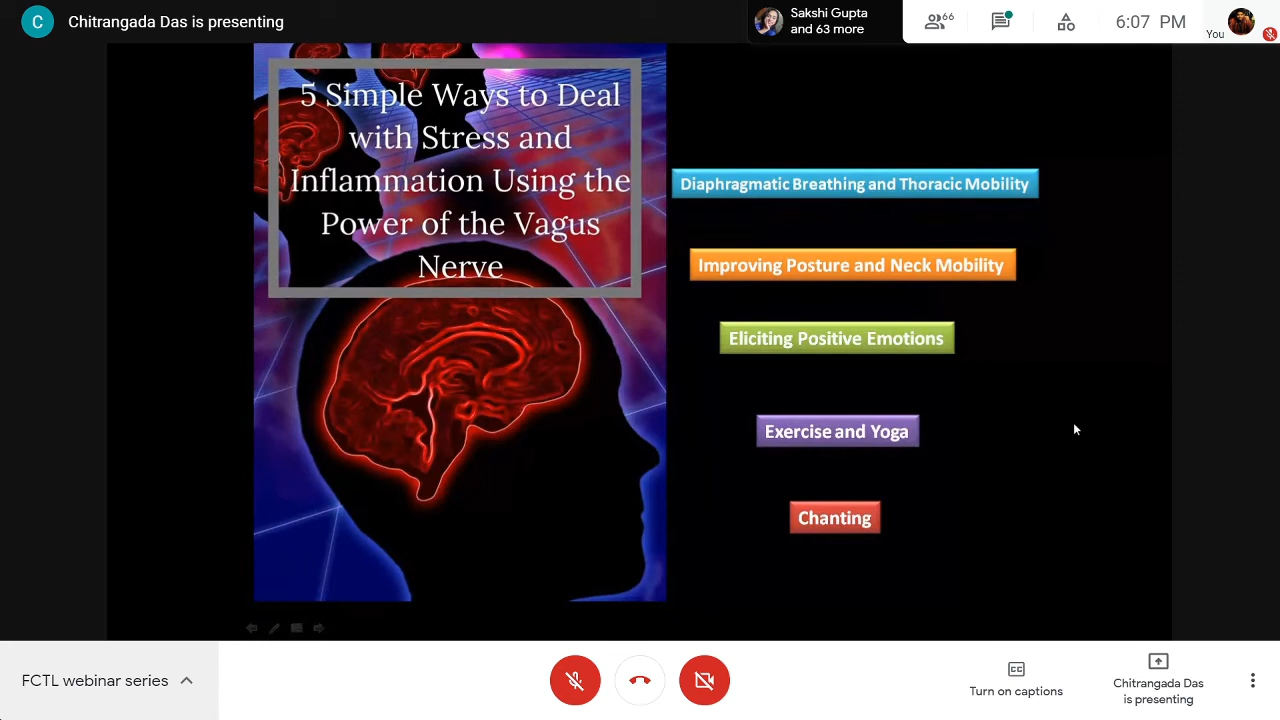 C
Chitrangada Das is presenting
Sakshi Gupta
and 63 more
66
6:07 PM
You
5 Simple Ways to Deal
with Stress and
Inflammation Using the
Power of the Vagus
Nerve
Diaphragmatic Breathing and Thoracic Mobility
Improving Posture and Neck Mobility
Eliciting Positive Emotions
Exercise and Yoga
Chanting
FCTL webinar series
CC
Turn on captions
Chitrangada Das
is presenting